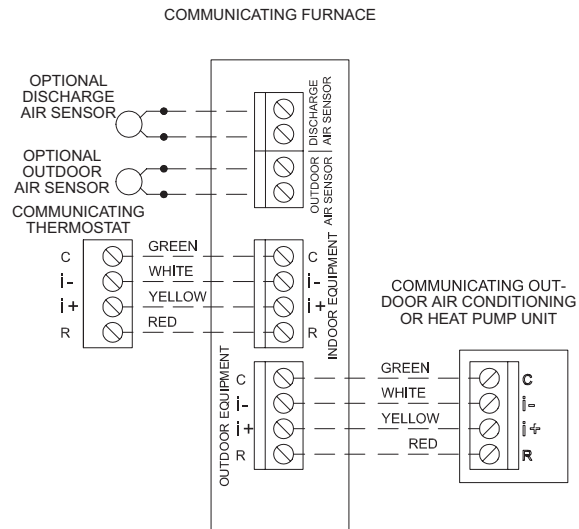 COMMUNICATING FURNACE
OPTIONAL
DISCHARGE
AIR SENSOR
DISCHARGE
AIR SENSOR
OPTIONAL
OUTDOOR
AIR SENSOR
OUTDOOR
AIR SENSOR
COMMUNICATING
THERMOSTAT
C
GREEN
C
i-
WHITE
i-
i+
YELLOW
i+
R
RED
R
INDOOR EQUIPMENT
COMMUNICATING OUT-
DOOR AIR CONDITIONING
OR HEAT PUMP UNIT
OUTDOOR EQUIPMENT
C
GREEN
C
i-
WHITE
i-
i+
YELLOW
i+
R
RED
R